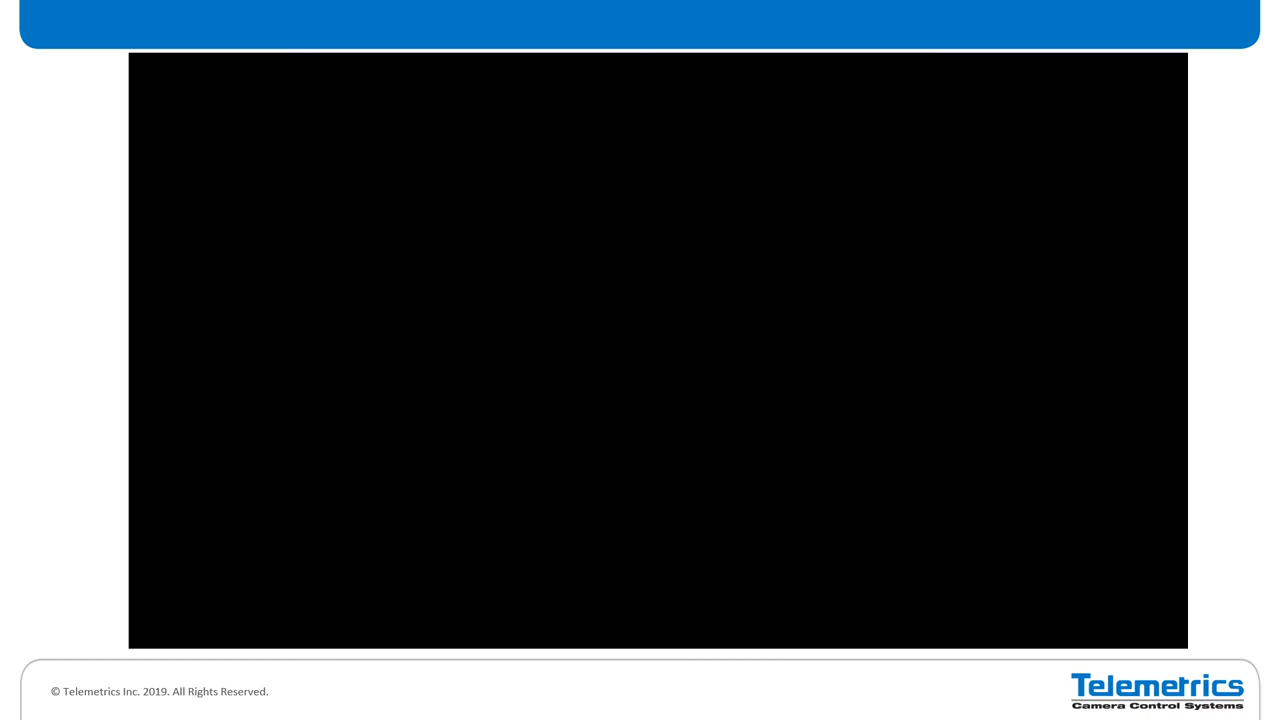 © Telemetrics Inc. 2019. All Rights Reserved.
Telemetrics
Camera Control Systems